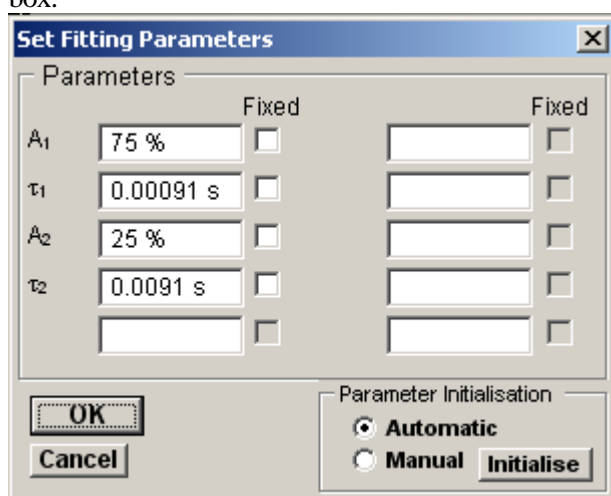 box.
Set Fitting Parameters
Parameters
Fixed Fixed
A1 75 %
τ1 0.00091 s
A2 25 %
τ2 0.0091 s
Parameter Initialisation
OK
Automatic
Cancel
Manual Initialise